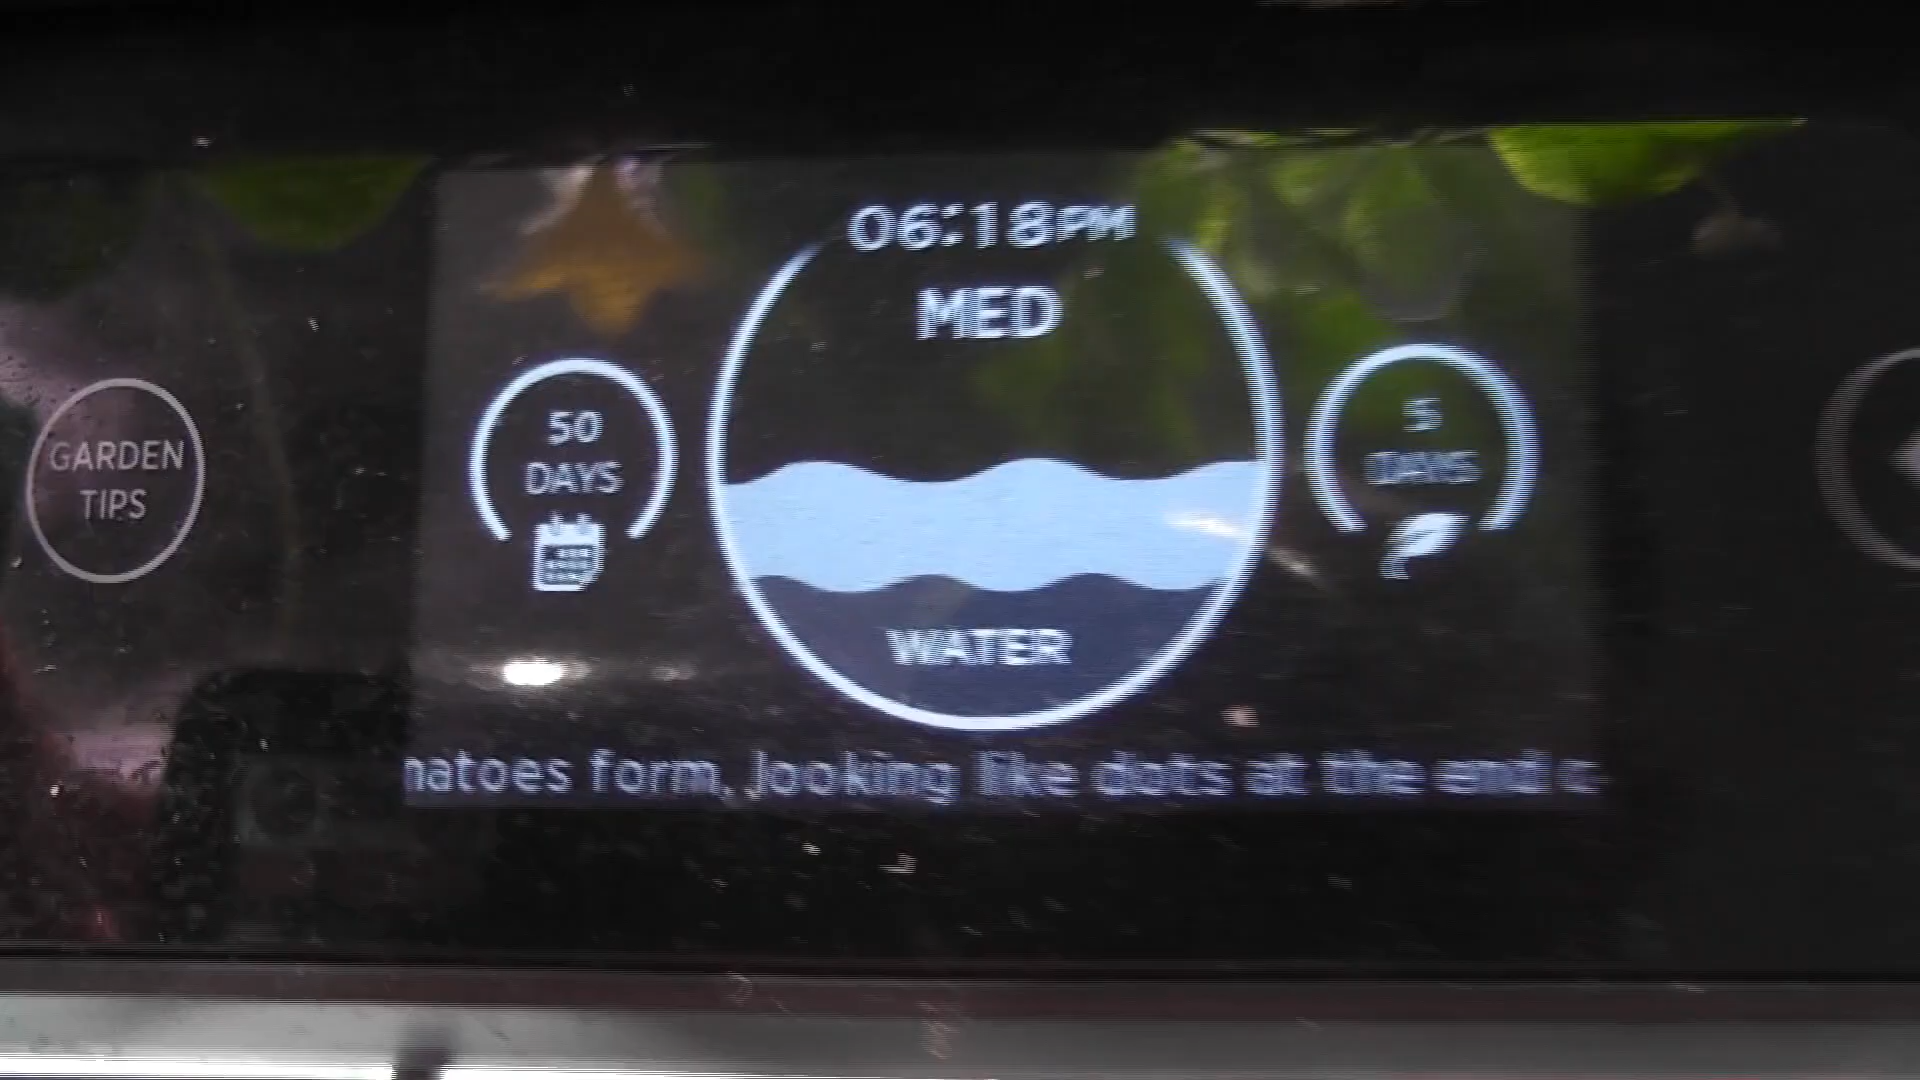 06:18PM
MED
50
DAYS
5
DAYS
GARDEN
TIPS
WATER
natoes form, looking like dots at the end